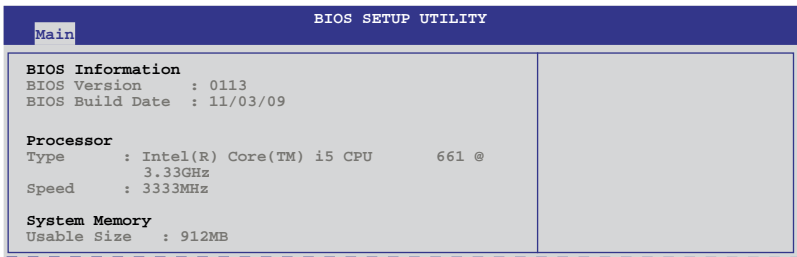 BIOS SETUP UTILITY
Main
BIOS Information
BIOS Version : 0113
BIOS Build Date : 11/03/09
Processor
Type : Intel(R) Core(TM) i5 CPU 661 @
3.33GHz
Speed : 3333MHz
System Memory
Usable Size : 912MB